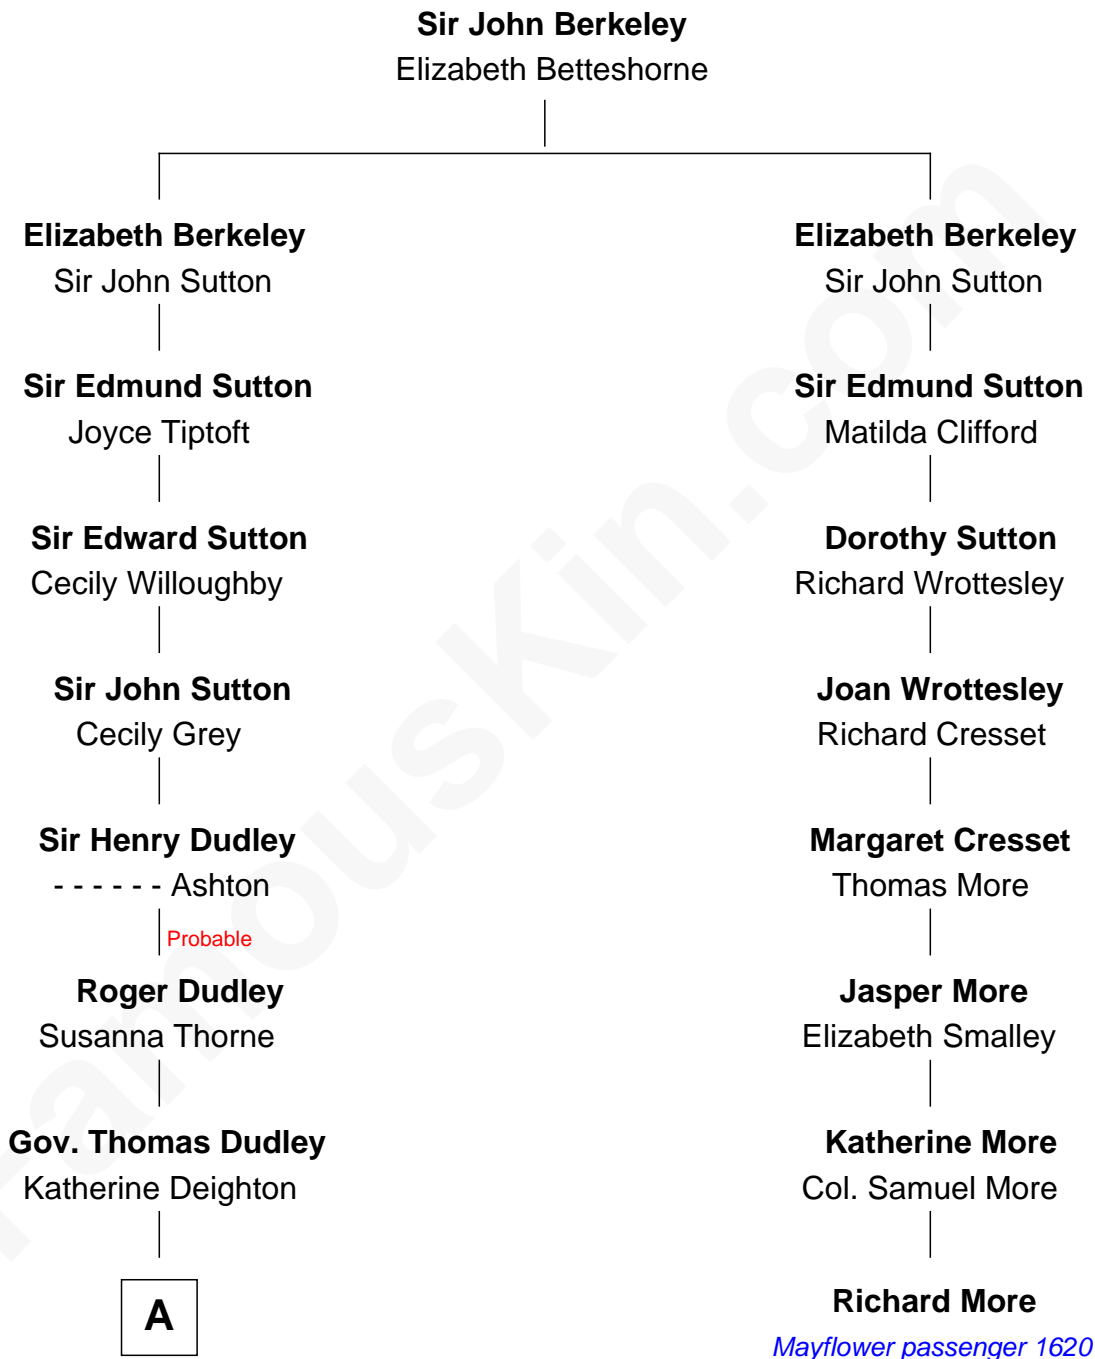 Sir John Berkeley
Elizabeth Betteshorne
Elizabeth Berkeley
Sir John Sutton
Sir Edmund Sutton
Joyce Tiptoft
Sir Edward Sutton
Cecily Willoughby
Sir John Sutton
Cecily Grey
Sir Henry Dudley
- - - - - - Ashton
Probable
Roger Dudley
Susanna Thorne
Gov. Thomas Dudley
Katherine Deighton
A
Elizabeth Berkeley
Sir John Sutton
Sir Edmund Sutton
Matilda Clifford
Dorothy Sutton
Richard Wrottesley
Joan Wrottesley
Richard Cresset
Margaret Cresset
Thomas More
Jasper More
Elizabeth Smalley
Katherine More
Col. Samuel More
Richard More
Mayflower passenger 1620
FamousKin.com